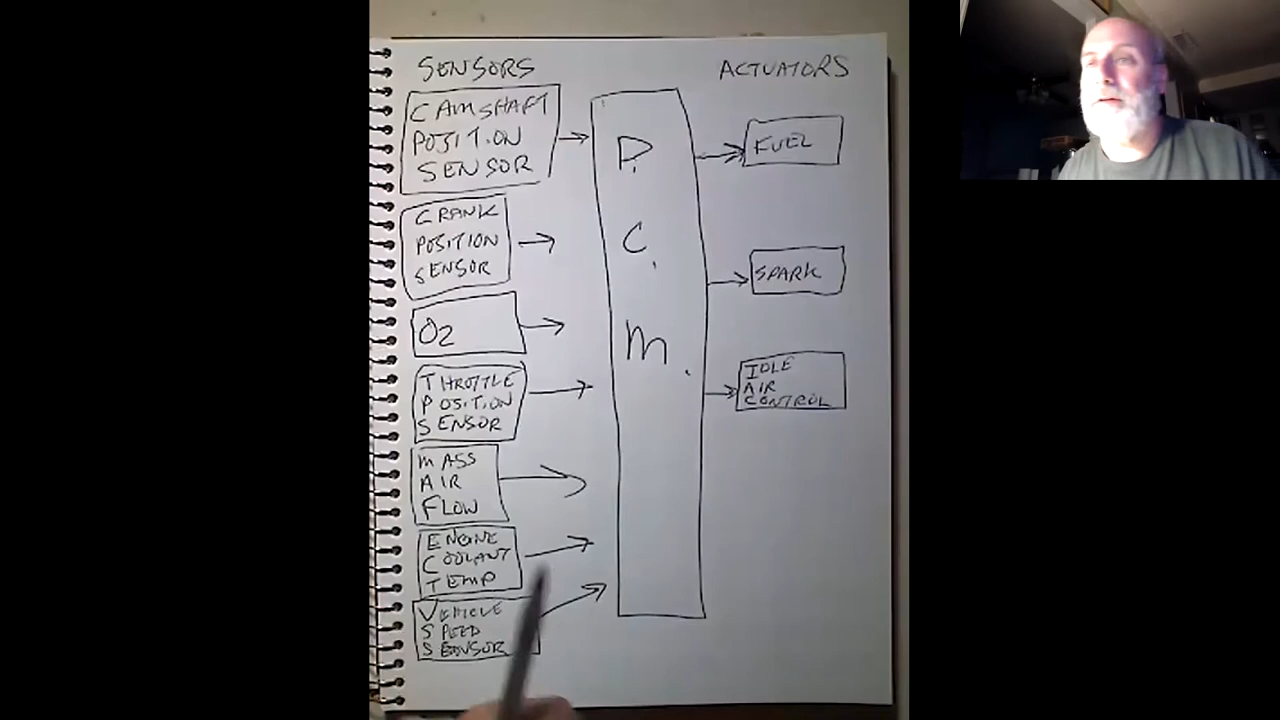 SENSORS
ACTUATORS
CAMSHAFT
POSITION
SENSOR
CRANK
POSITION
SENSOR
O2
THROTTLE
POSITION
SENSOR
MASS
AIR
FLOW
ENGINE
COOLANT
TEMP
VEHICLE
SPEED
SENSOR
P.
C.
M.
FUEL
SPARK
IDLE
AIR
CONTROL